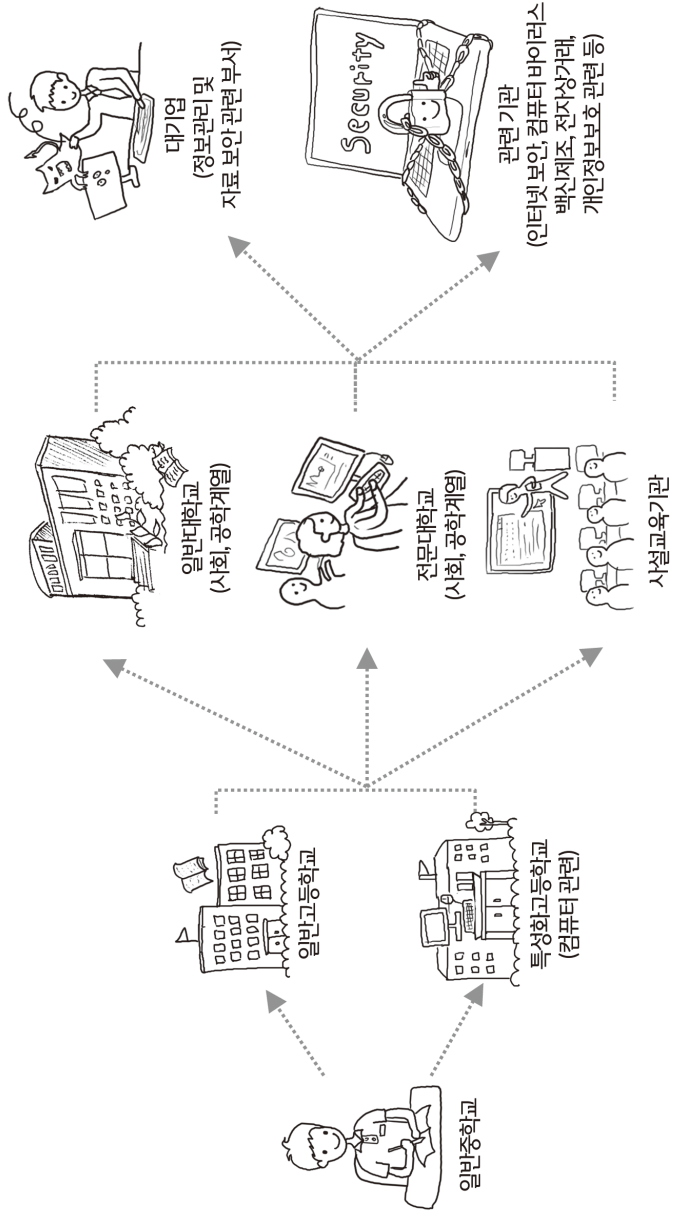 일반중학교
일반고등학교
특성화고등학교
(컴퓨터 관련)
일반대학교
(사회, 공학계열)
전문대학교
(사회, 공학계열)
사설교육기관
대기업
(정보관리 및
자료 보안 관련 부서)
Security
관련 기관
(인터넷 보안, 컴퓨터 바이러스
백신제조, 전자상거래,
개인정보보호 관련 등)